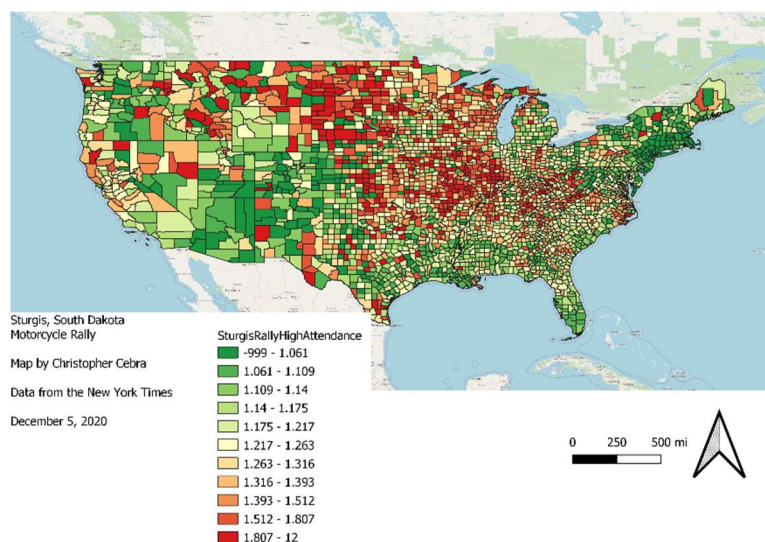 Sturgis, South Dakota
Motorcycle Rally
Map by Christopher Cebra
Data from the New York Times
December 5, 2020
SturgisRallyHighAttendance
-999 - 1.061
1.061 - 1.109
1.109 - 1.14
1.14 - 1.175
1.175 - 1.217
1.217 - 1.263
1.263 - 1.316
1.316 - 1.393
1.393 - 1.512
1.512 - 1.807
1.807 - 12
0 250 500 mi